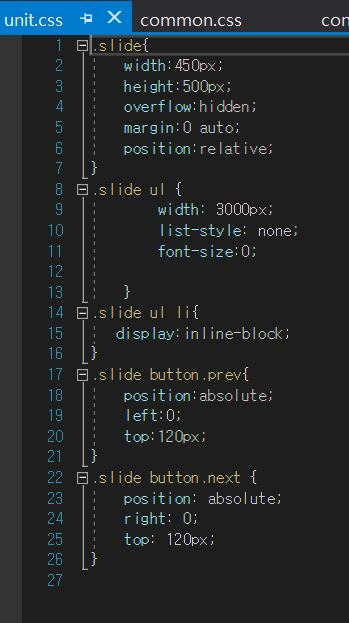 unit.css common.css con
1 .slide{
2 width:450px;
3 height:500px;
4 overflow:hidden;
5 margin:0 auto;
6 position:relative;
7 }
8 .slide ul {
9 width: 3000px;
10 list-style: none;
11 font-size:0;
12
13 }
14 .slide ul li{
15 display:inline-block;
16 }
17 .slide button.prev{
18 position:absolute;
19 left:0;
20 top:120px;
21 }
22 .slide button.next {
23 position: absolute;
24 right: 0;
25 top: 120px;
26 }
27